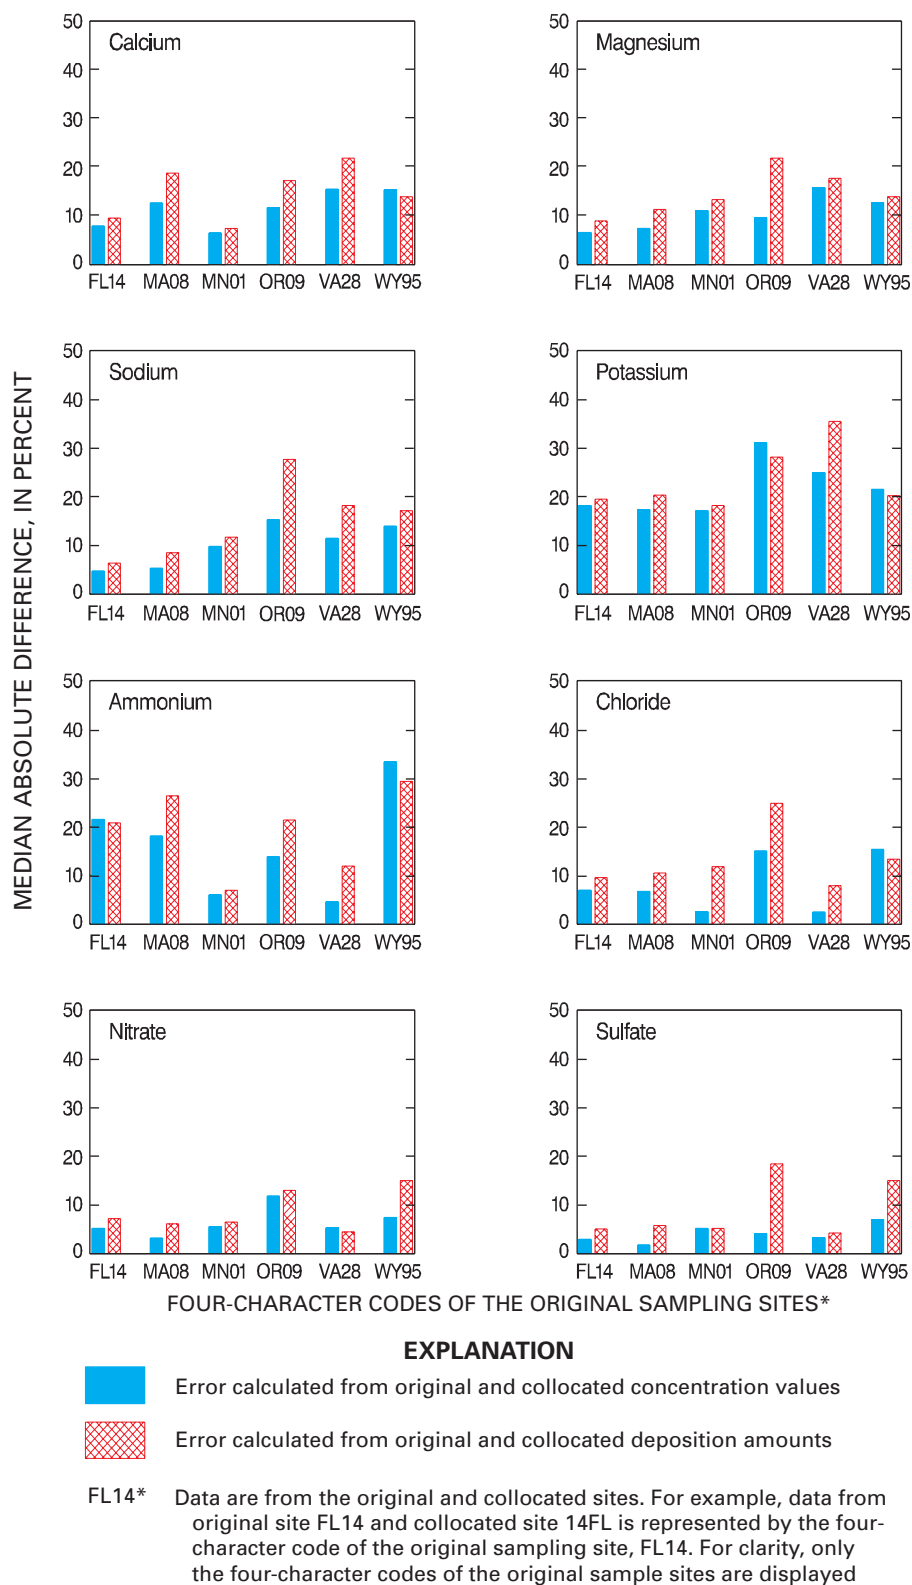 50
40
30
20
10
0
Calcium
FL14 MA08 MN01 OR09 VA28 WY95
50
40
30
20
10
0
Magnesium
FL14 MA08 MN01 OR09 VA28 WY95
MEDIAN ABSOLUTE DIFFERENCE, IN PERCENT
50
40
30
20
10
0
Sodium
FL14 MA08 MN01 OR09 VA28 WY95
50
40
30
20
10
0
Potassium
FL14 MA08 MN01 OR09 VA28 WY95
50
40
30
20
10
0
Ammonium
FL14 MA08 MN01 OR09 VA28 WY95
50
40
30
20
10
0
Chloride
FL14 MA08 MN01 OR09 VA28 WY95
50
40
30
20
10
0
Nitrate
FL14 MA08 MN01 OR09 VA28 WY95
50
40
30
20
10
0
Sulfate
FL14 MA08 MN01 OR09 VA28 WY95
FOUR-CHARACTER CODES OF THE ORIGINAL SAMPLING SITES*
EXPLANATION
Error calculated from original and collocated concentration values
Error calculated from original and collocated deposition amounts
FL14* Data are from the original and collocated sites. For example, data from
original site FL14 and collocated site 14FL is represented by the four-
character code of the original sampling site, FL14. For clarity, only
the four-character codes of the original sample sites are displayed